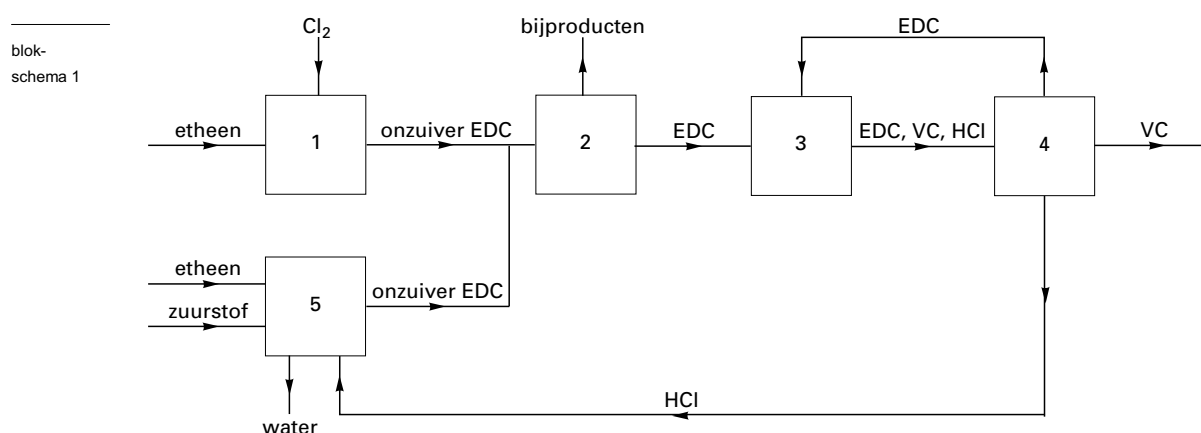 blok-
schema 1
Cl₂
bijproducten
EDC
etheen
1
onzuiver EDC
2
EDC
3
EDC, VC, HCl
4
VC
etheen
zuurstof
5
onzuiver EDC
water
HCl